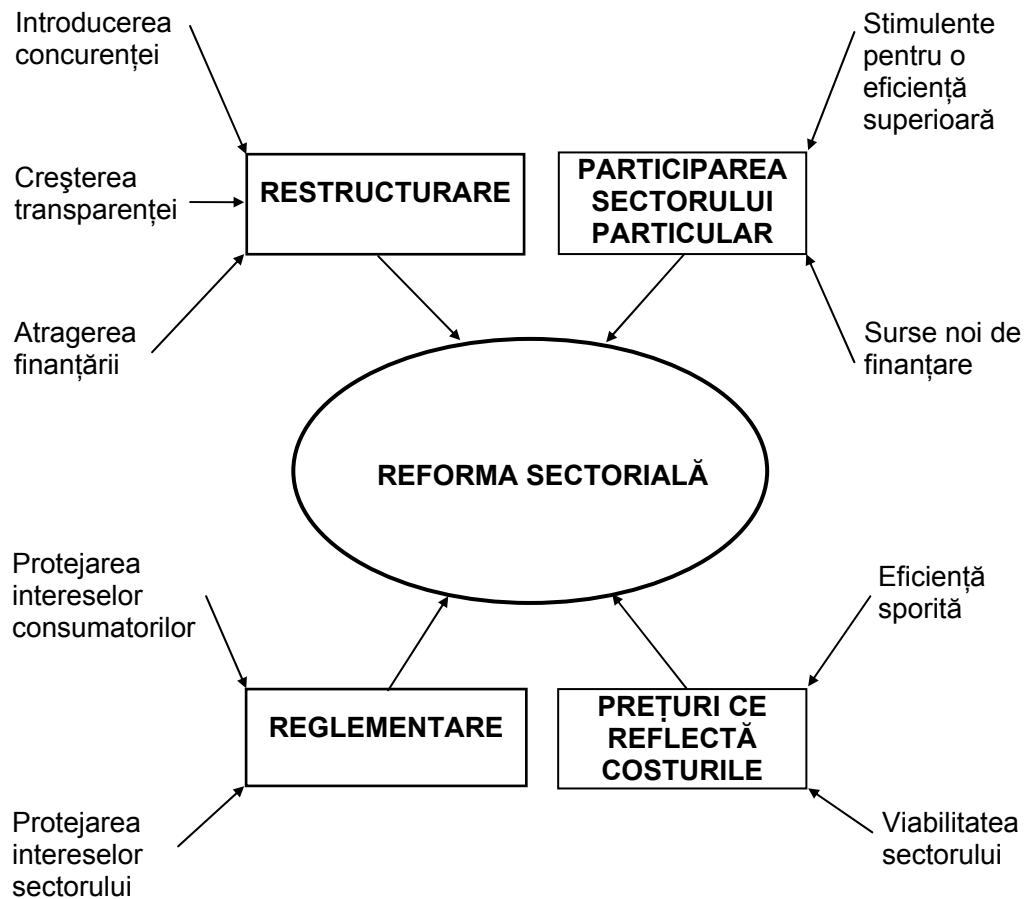 Introducerea
concurenței
Stimulente
pentru o
eficiență
superioară
RESTRUCTURARE
PARTICIPAREA
SECTORULUI
PARTICULAR
Creşterea
transparenței
Atragerea
finanțării
Surse noi de
finanțare
REFORMA SECTORIALĂ
Protejarea
intereselor
consumatorilor
Eficiență
sporită
REGLEMENTARE
PREȚURI CE
REFLECTĂ
COSTURILE
Protejarea
intereselor
sectorului
Viabilitatea
sectorului